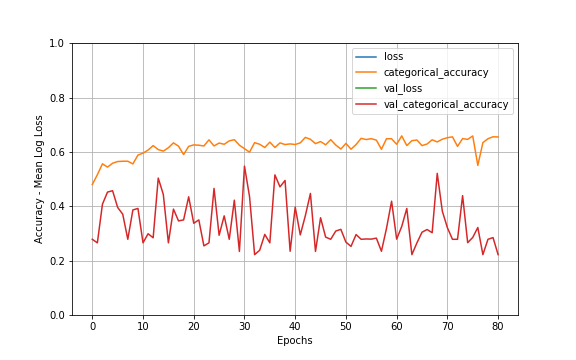 1.0
0.8
0.6
0.4
0.2
0.0
Accuracy - Mean Log Loss
loss
categorical_accuracy
val_loss
val_categorical_accuracy
0 10 20 30 40 50 60 70 80
Epochs